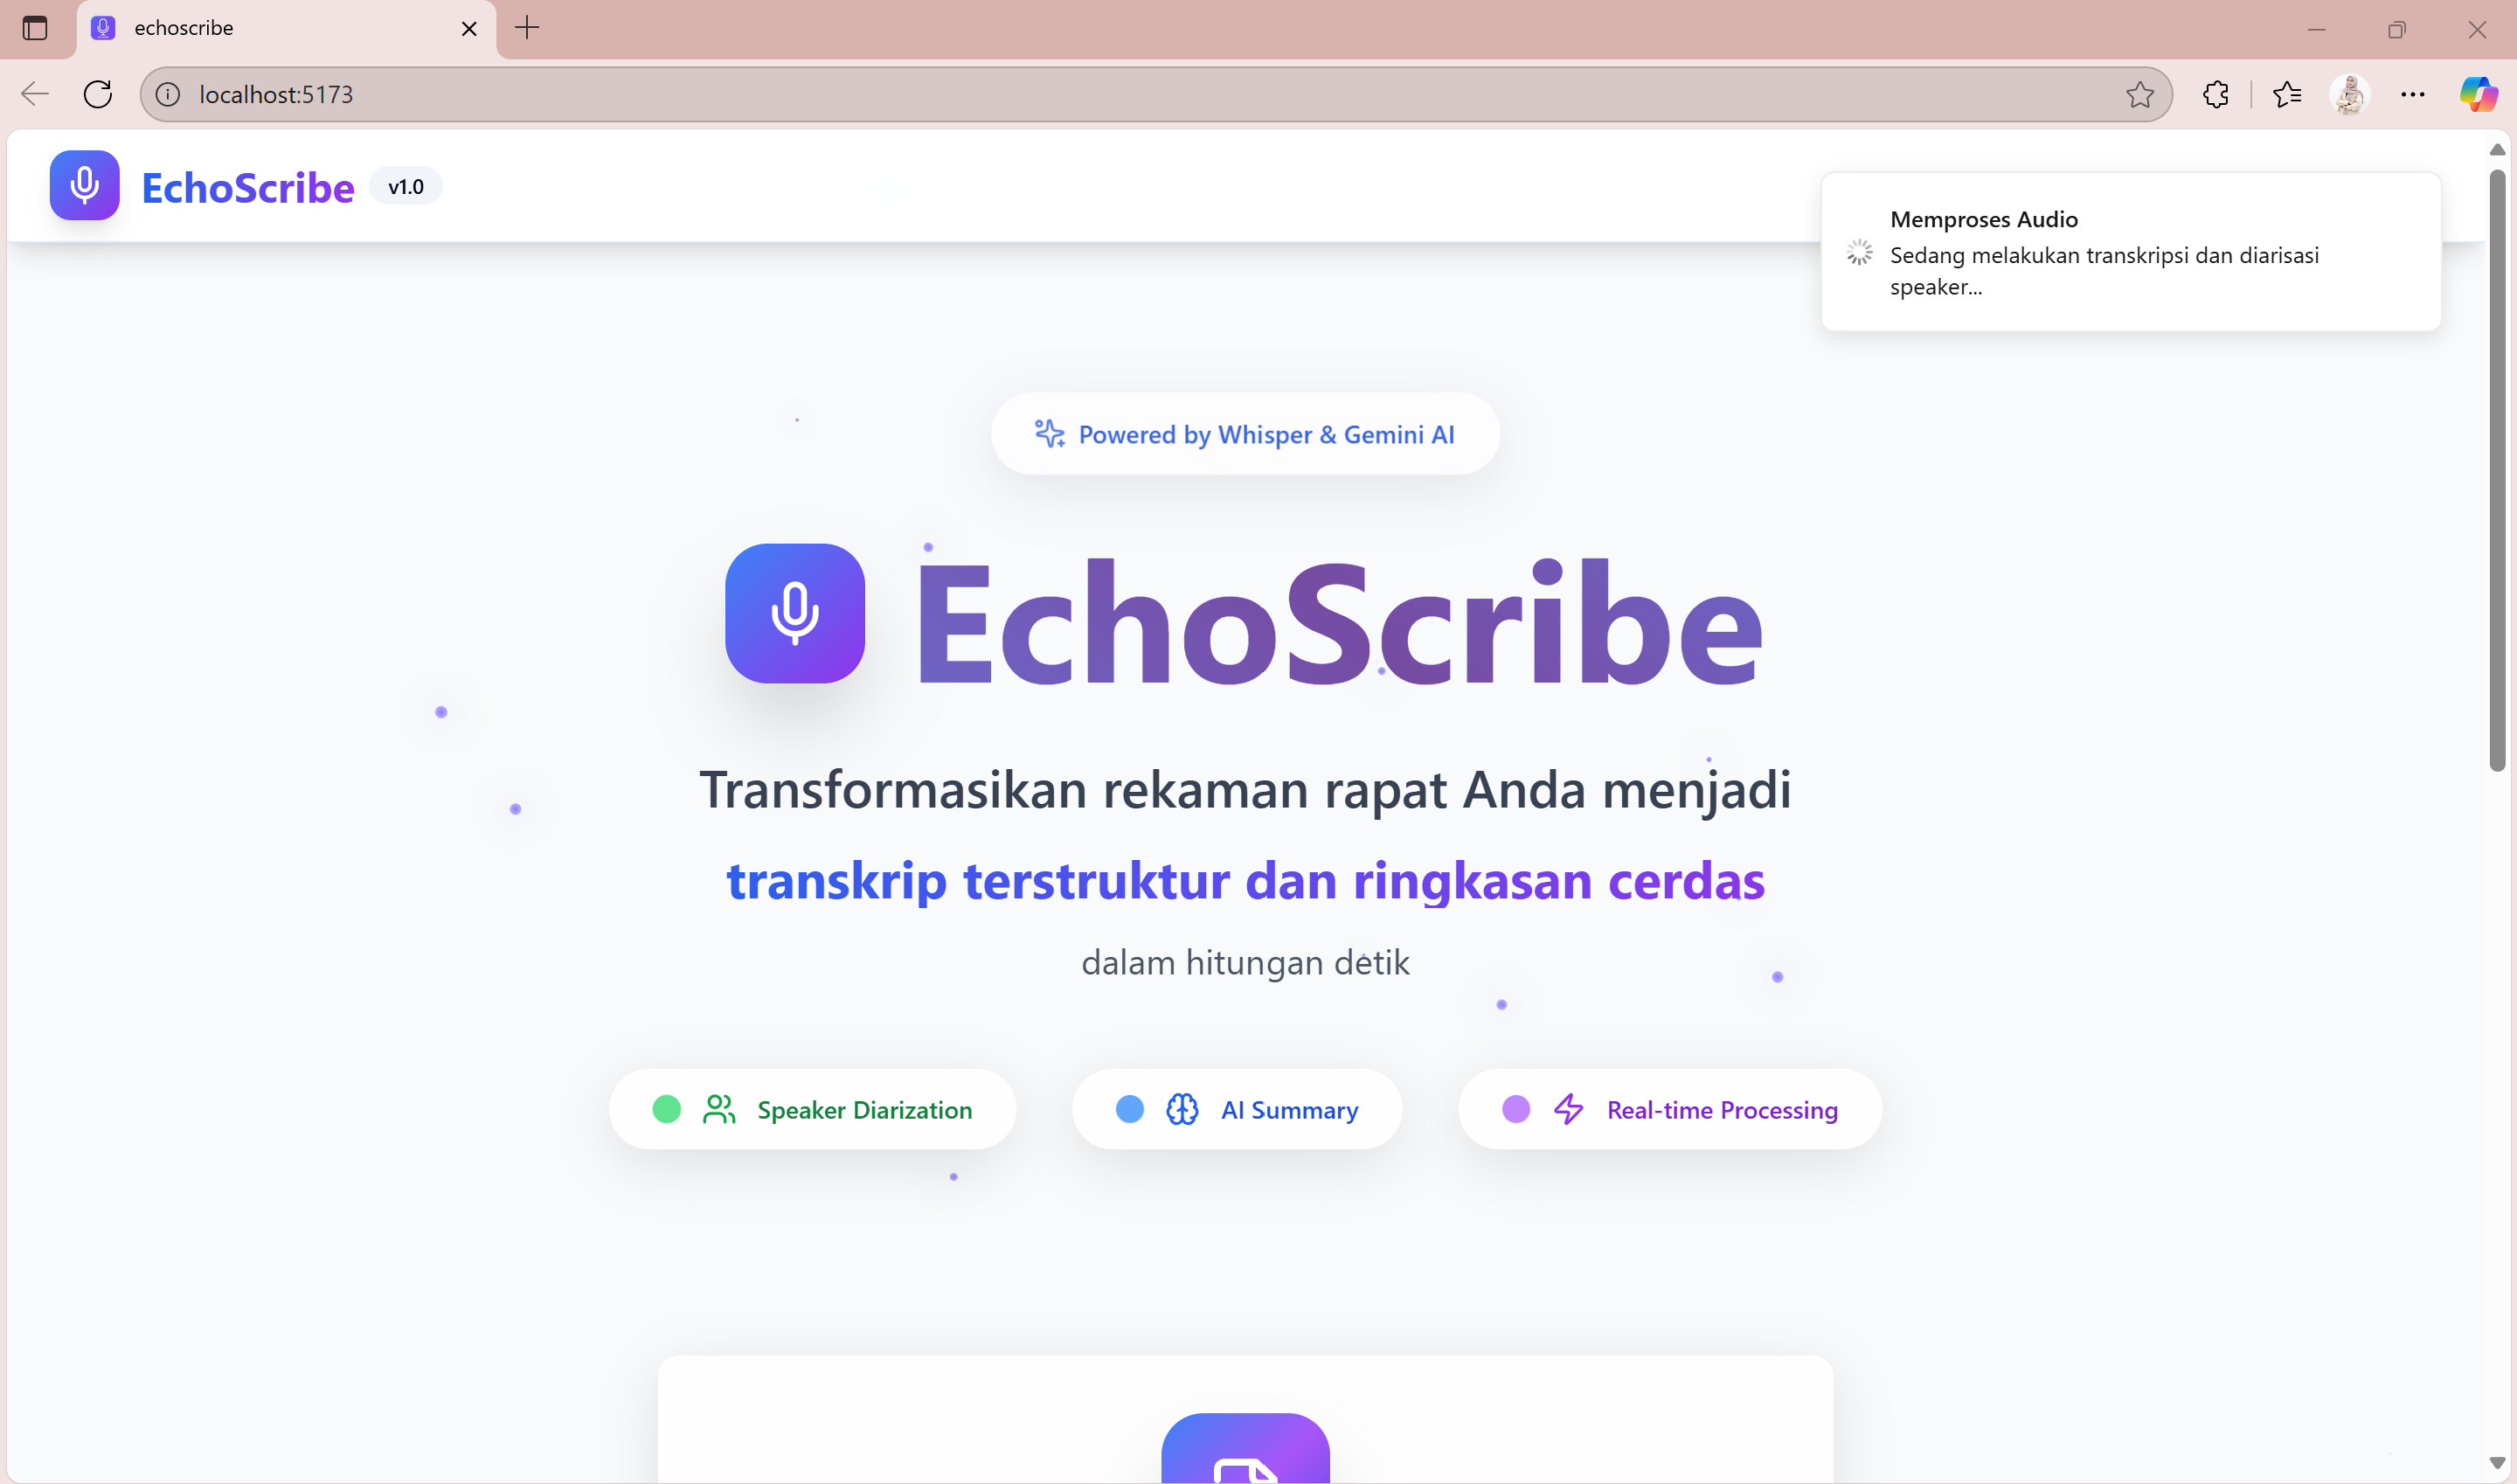 echoscribe
localhost:5173
EchoScribe v1.0
Memproses Audio
Sedang melakukan transkripsi dan diarisasi
speaker...
Powered by Whisper & Gemini AI
EchoScribe
Transformasikan rekaman rapat Anda menjadi
transkrip terstruktur dan ringkasan cerdas
dalam hitungan detik
Speaker Diarization
AI Summary
Real-time Processing